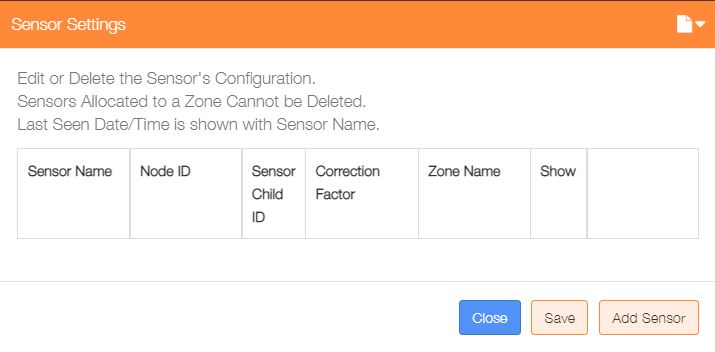 Sensor Settings
Edit or Delete the Sensor's Configuration.
Sensors Allocated to a Zone Cannot be Deleted.
Last Seen Date/Time is shown with Sensor Name.
Sensor Name Node ID Sensor Correction Zone Name Show
Child Factor
ID
Close Save Add Sensor